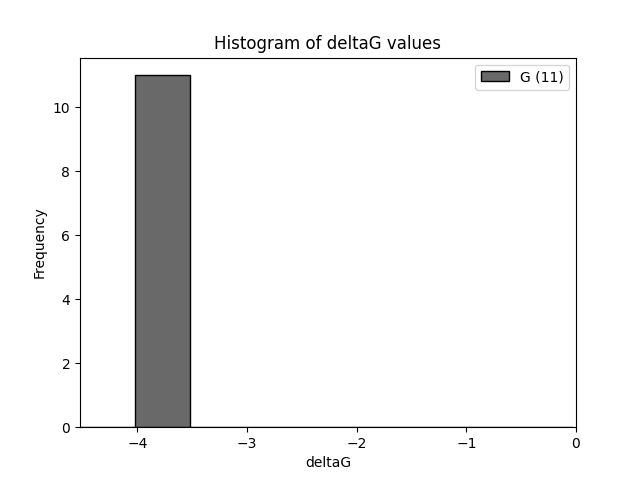 Histogram of deltaG values
G (11)
Frequency
10
8
6
4
2
0
−4
−3
−2
−1
0
deltaG